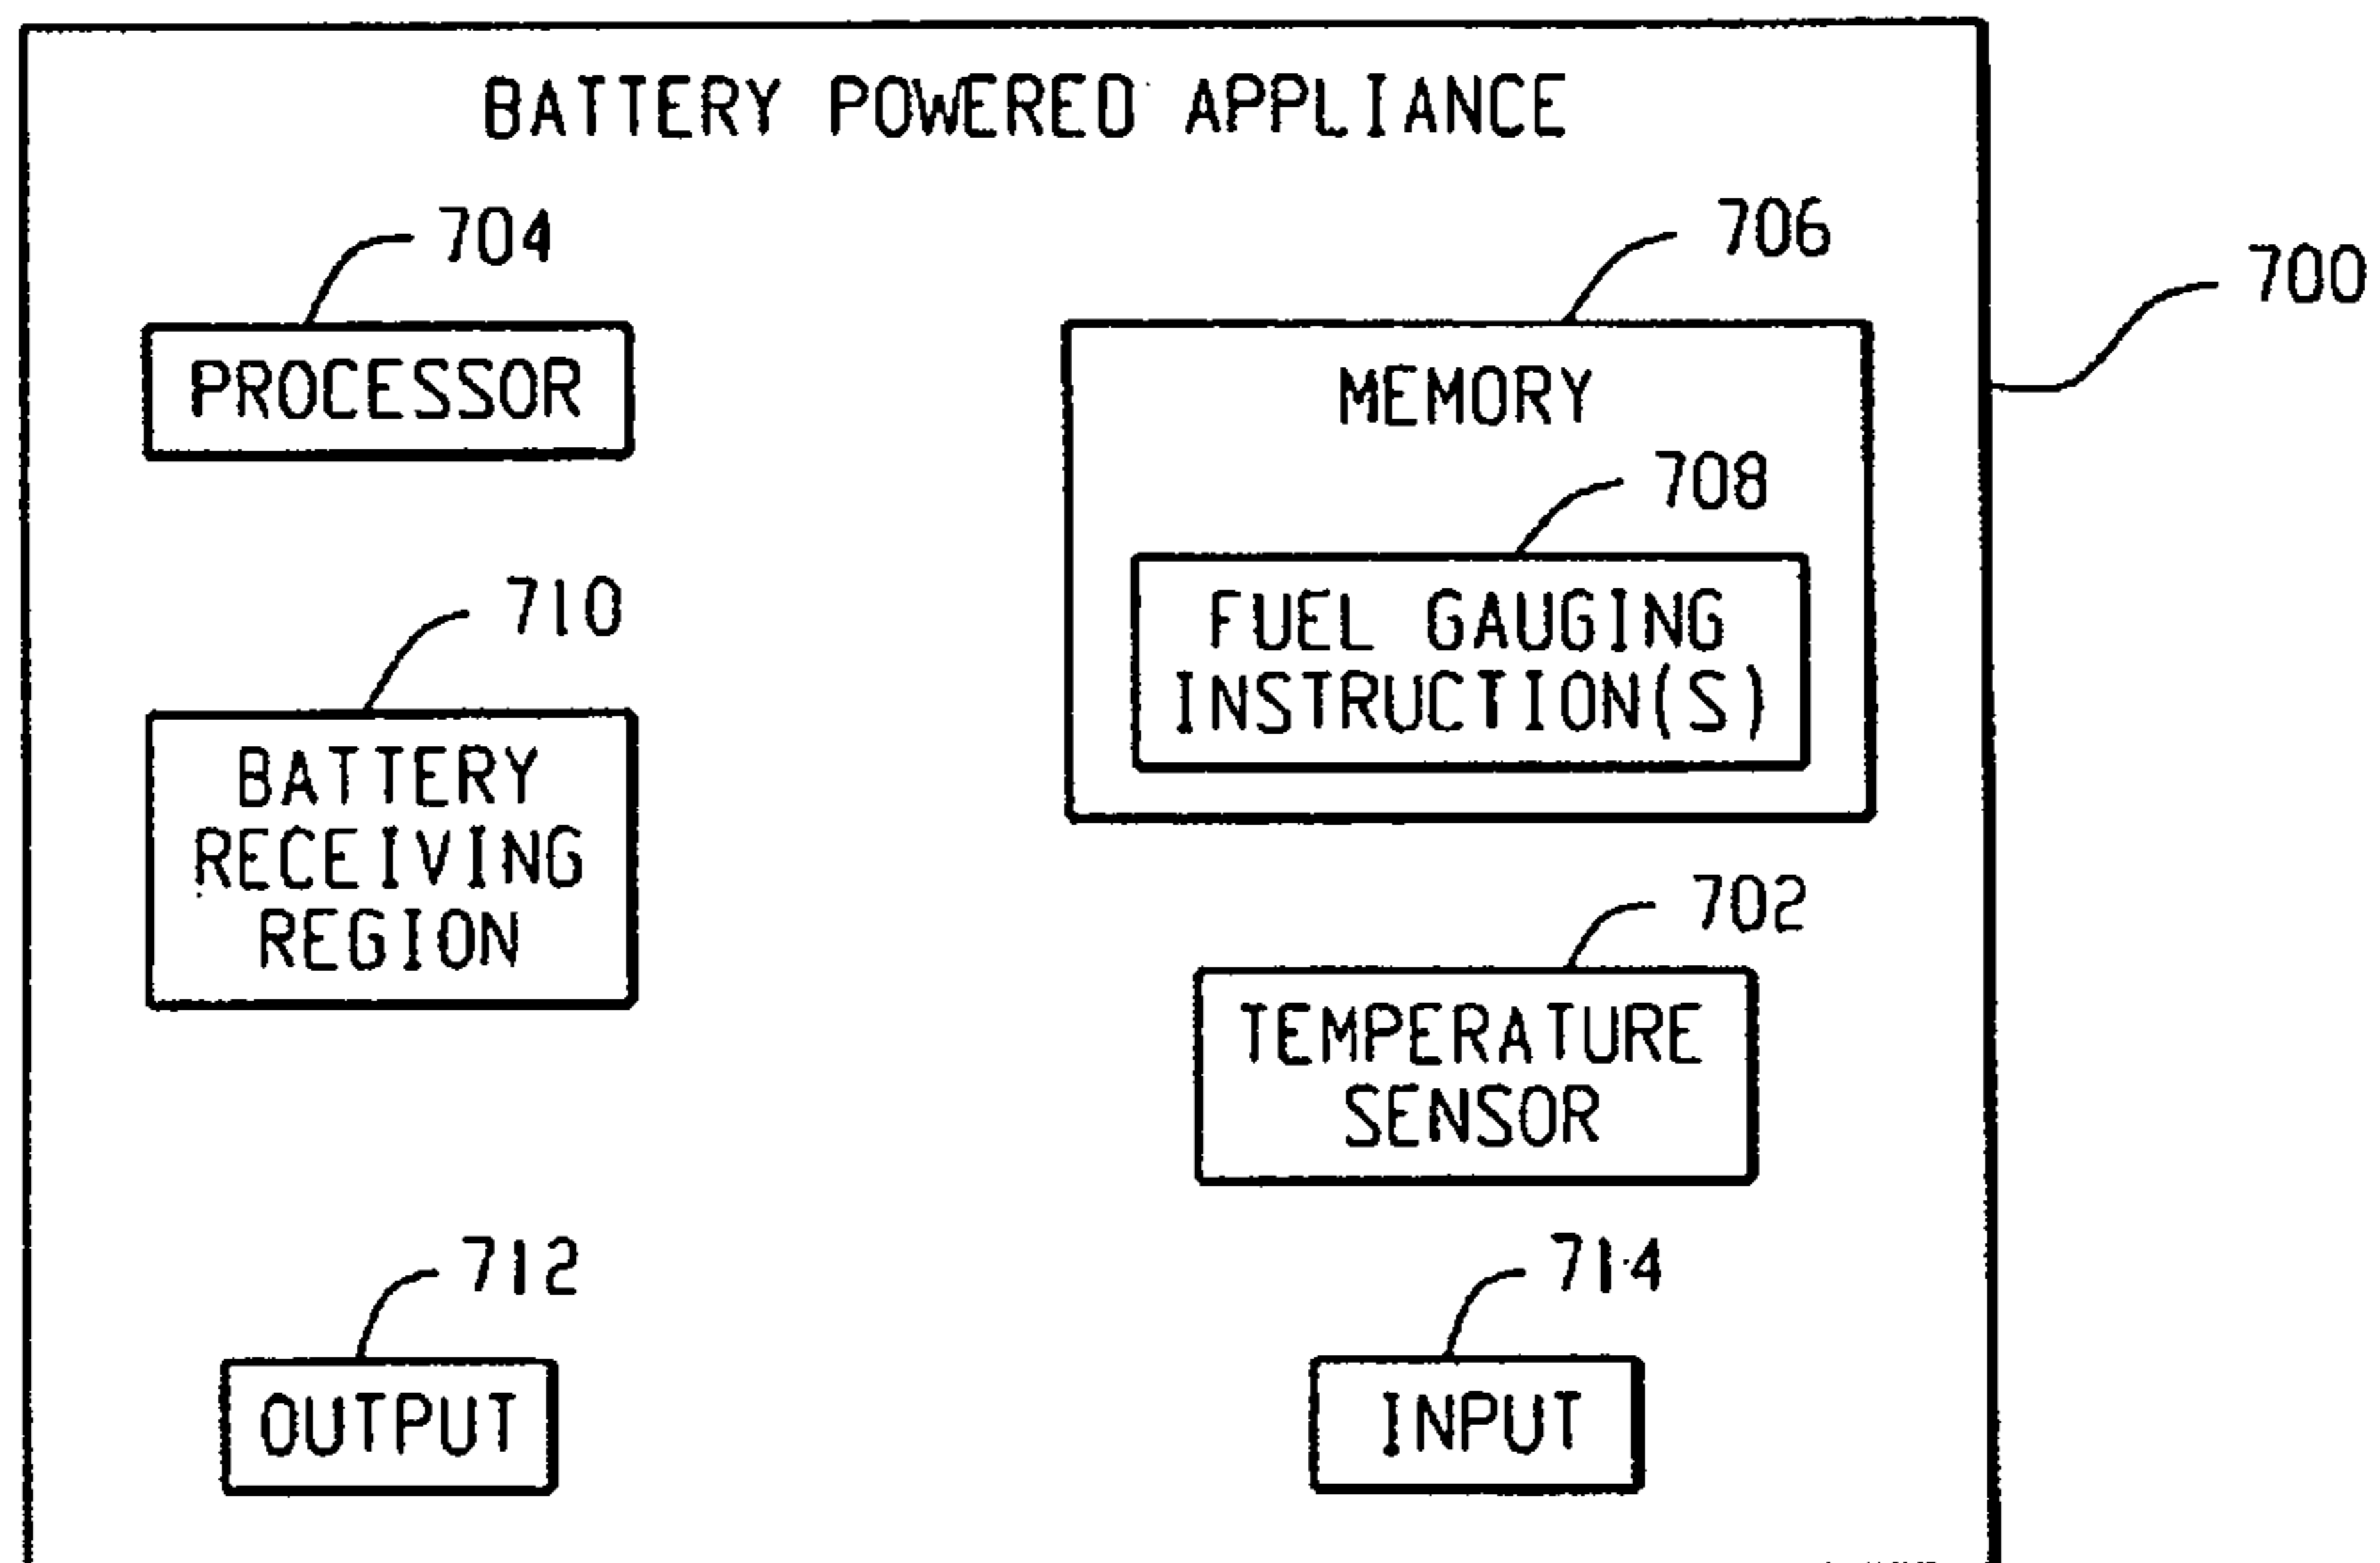 BATTERY POWERED APPLIANCE
704
706
700
PROCESSOR
MEMORY
708
710
FUEL GAUGING
INSTRUCTION(S)
BATTERY
RECEIVING
REGION
702
TEMPERATURE
SENSOR
712
714
OUTPUT
INPUT